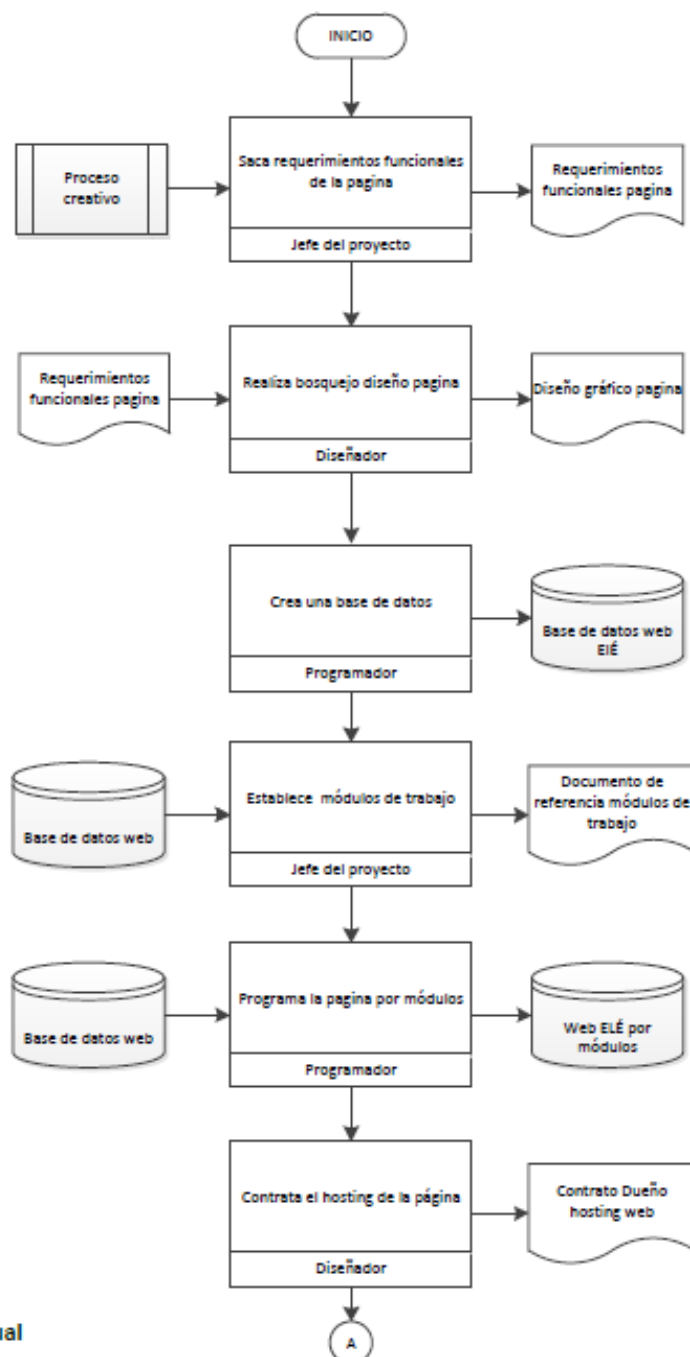 INICIO
Saca requerimientos funcionales
de la pagina
Jefe del proyecto
Proceso
creativo
Requerimientos
funcionales pagina
Requerimientos
funcionales pagina
Realiza bosquejo diseño pagina
Diseñador
Diseño gráfico pagina
Crea una base de datos
Programador
Base de datos web
EIÉ
Base de datos web
Establece módulos de trabajo
Jefe del proyecto
Documento de
referencia módulos de
trabajo
Base de datos web
Programa la pagina por módulos
Programador
Web ELÉ por
módulos
Contrata el hosting de la página
Diseñador
Contrato Dueño
hosting web
A